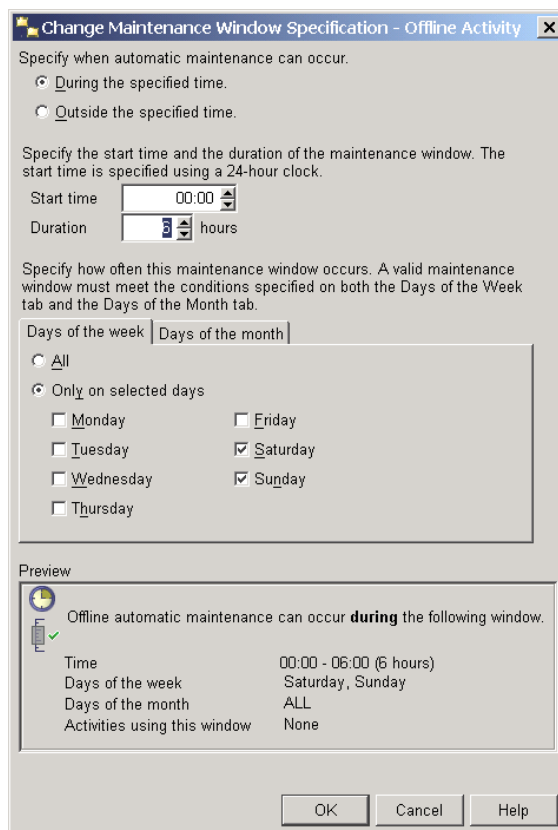 Change Maintenance Window Specification - Offline Activity
Specify when automatic maintenance can occur.
During the specified time.
Outside the specified time.
Specify the start time and the duration of the maintenance window. The
start time is specified using a 24-hour clock.
Start time 00:00
Duration 6 hours
Specify how often this maintenance window occurs. A valid maintenance
window must meet the conditions specified on both the Days of the Week
tab and the Days of the Month tab.
Days of the week Days of the month
All
Only on selected days
Monday Friday
Tuesday Saturday
Wednesday Sunday
Thursday
Preview
Offline automatic maintenance can occur during the following window.
Time 00:00 - 06:00 (6 hours)
Days of the week Saturday, Sunday
Days of the month ALL
Activities using this window None
OK Cancel Help